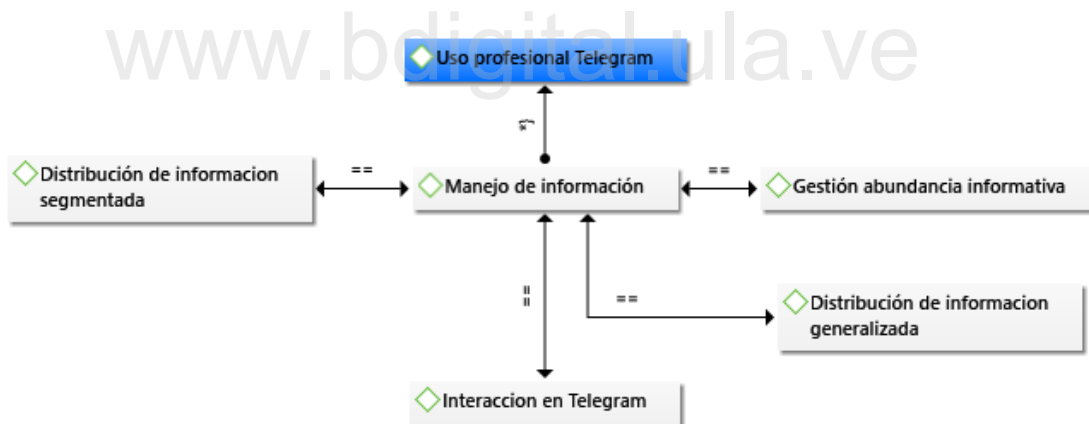 www.bdigital.ula.ve
Uso profesional Telegram
*}
Distribución de informacion
segmentada
==
Manejo de información
==
Gestión abundancia informativa
==
==
Distribución de informacion
generalizada
Interaccion en Telegram